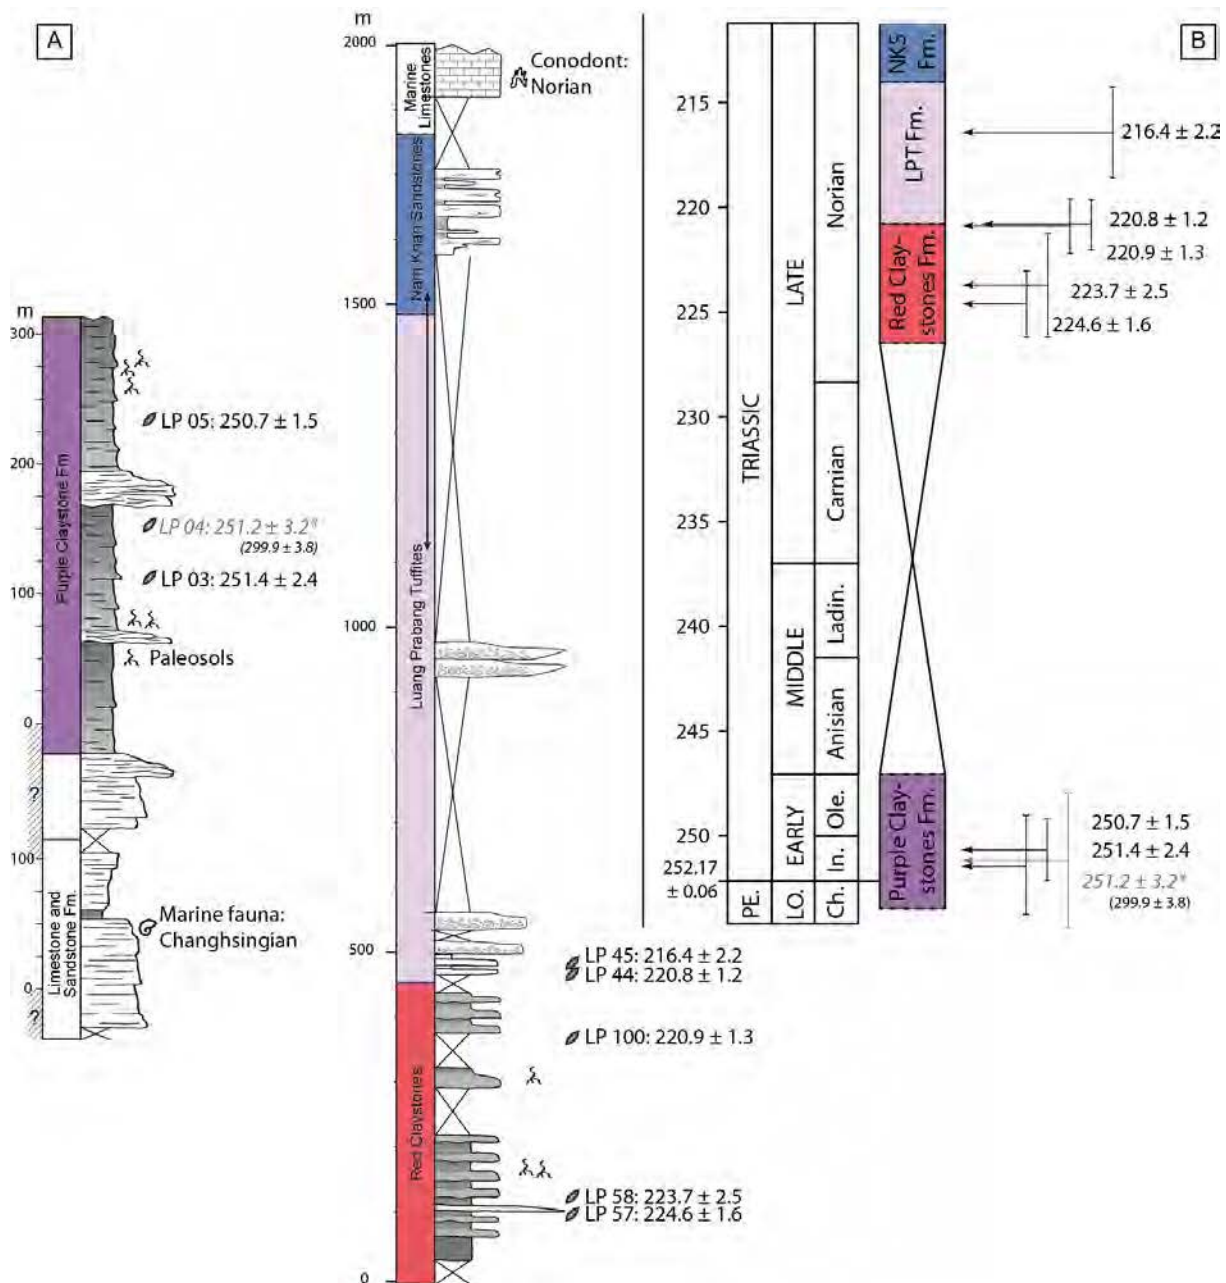 A
m
300
200
100
0
?
100
0
?
Purple Claystone Fm
Limestone and
Sandstone Fm.
LP 05: 250.7 ± 1.5
LP 04: 251.2 ± 3.2*
(299.9 ± 3.8)
LP 03: 251.4 ± 2.4
Paleosols
Marine fauna:
Changhsingian
m
2000
1500
1000
500
0
Marine
Limestones
Nam Khan Sandstones
Luang Prabang Tuffites
Red Claystones
Conodont:
Norian
LP 45: 216.4 ± 2.2
LP 44: 220.8 ± 1.2
LP 100: 220.9 ± 1.3
LP 58: 223.7 ± 2.5
LP 57: 224.6 ± 1.6
B
215
220
225
230
235
240
245
250
252.17
± 0.06
TRIASSIC
PE.
LATE
MIDDLE
EARLY
LO.
Norian
Carnian
Ladin.
Anisian
Ole.
In.
Ch.
NKS
Fm.
LPT Fm.
Red Clay-
stones Fm.
Purple Clay-
stones Fm.
216.4 ± 2.2
220.8 ± 1.2
220.9 ± 1.3
223.7 ± 2.5
224.6 ± 1.6
250.7 ± 1.5
251.4 ± 2.4
251.2 ± 3.2*
(299.9 ± 3.8)